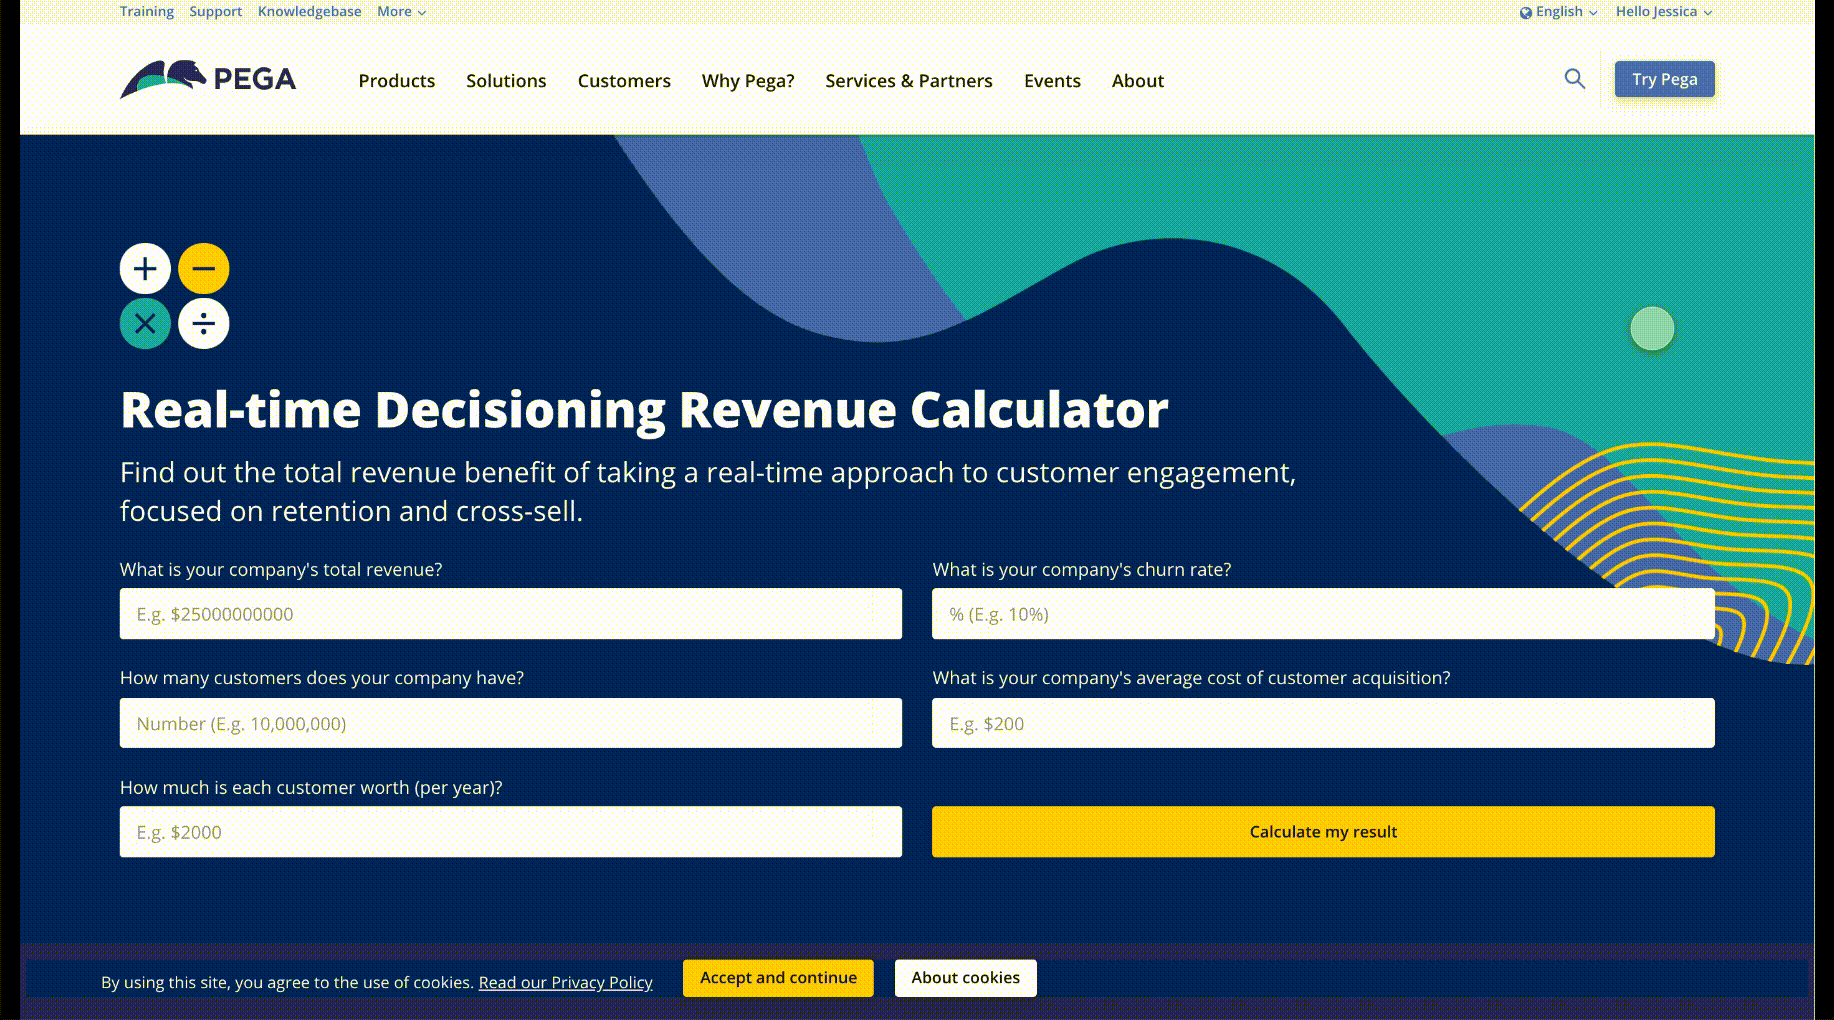 Training Support Knowledgebase More
English Hello Jessica
PEGA
Products Solutions Customers Why Pega? Services & Partners Events About
Try Pega
Real-time Decisioning Revenue Calculator
Find out the total revenue benefit of taking a real-time approach to customer engagement,
focused on retention and cross-sell.
What is your company's total revenue?
E.g. $25000000000
What is your company's churn rate?
% (E.g. 10%)
How many customers does your company have?
Number (E.g. 10,000,000)
What is your company's average cost of customer acquisition?
E.g. $200
How much is each customer worth (per year)?
E.g. $2000
Calculate my result
By using this site, you agree to the use of cookies. Read our Privacy Policy
Accept and continue
About cookies